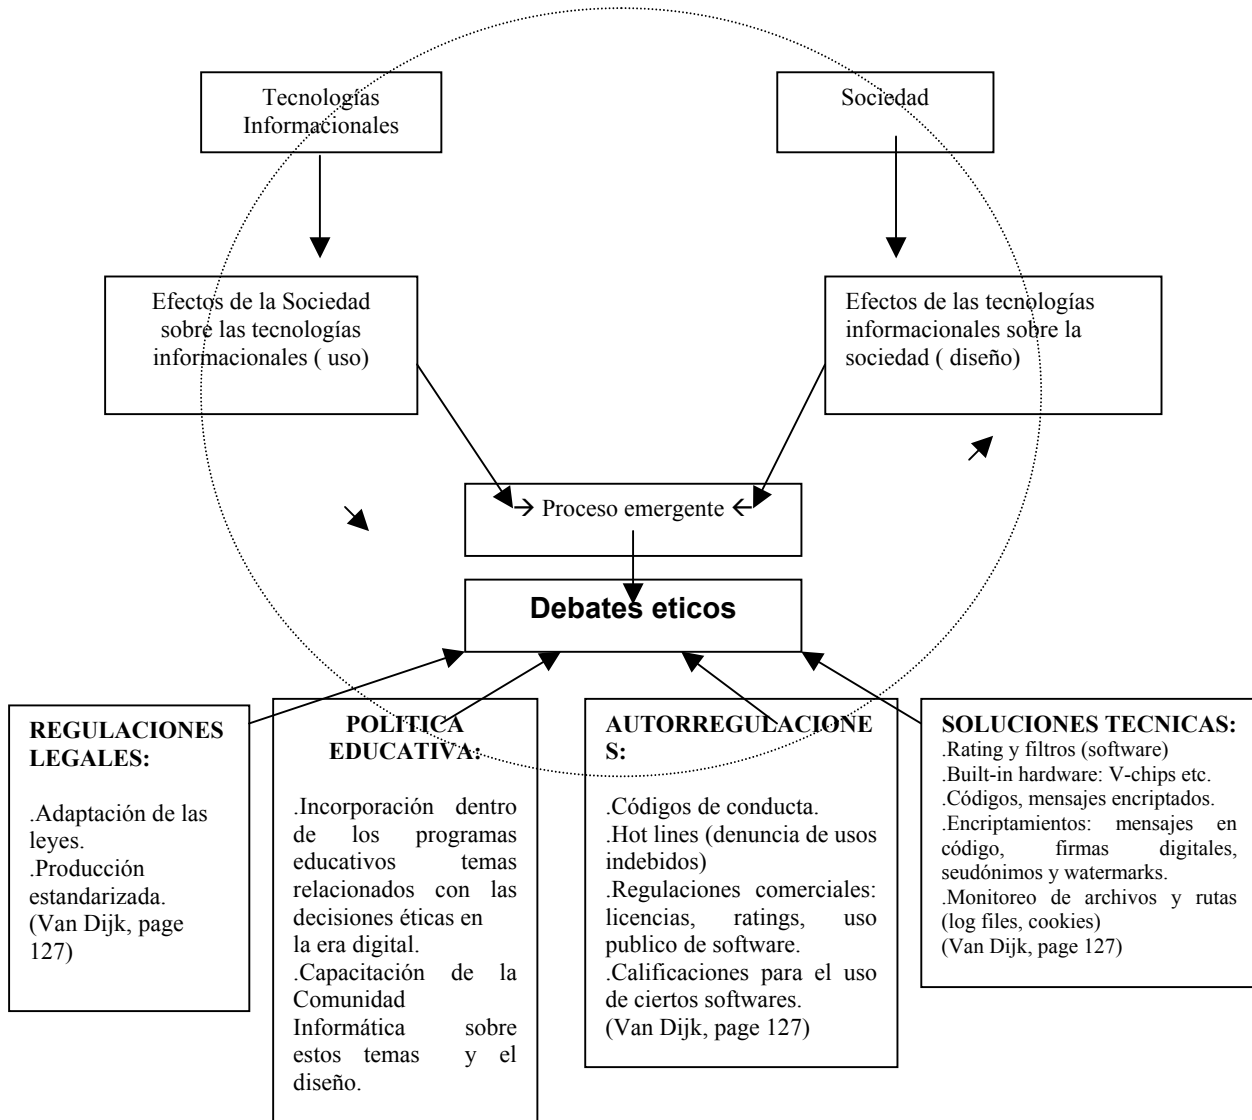 Tecnologías
Informacionales
Sociedad
Efectos de la Sociedad
sobre las tecnologías
informacionales ( uso)
Efectos de las tecnologías
informacionales sobre la
sociedad ( diseño)
→ Proceso emergente ←
Debates eticos
REGULACIONES
LEGALES:
.Adaptación de las
leyes.
.Producción
estandarizada.
(Van Dijk, page
127)
POLITICA
EDUCATIVA:
.Incorporación dentro
de los programas
educativos temas
relacionados con las
decisiones éticas en
la era digital.
.Capacitación de la
Comunidad
Informática sobre
estos temas y el
diseño.
AUTORREGULACIONE
S:
.Códigos de conducta.
.Hot lines (denuncia de usos
indebidos)
.Regulaciones comerciales:
licencias, ratings, uso
publico de software.
.Calificaciones para el uso
de ciertos softwares.
(Van Dijk, page 127)
SOLUCIONES TECNICAS:
.Rating y filtros (software)
.Built-in hardware: V-chips etc.
.Códigos, mensajes encriptados.
.Encriptamientos: mensajes en
código, firmas digitales,
seudónimos y watermarks.
.Monitoreo de archivos y rutas
(log files, cookies)
(Van Dijk, page 127)